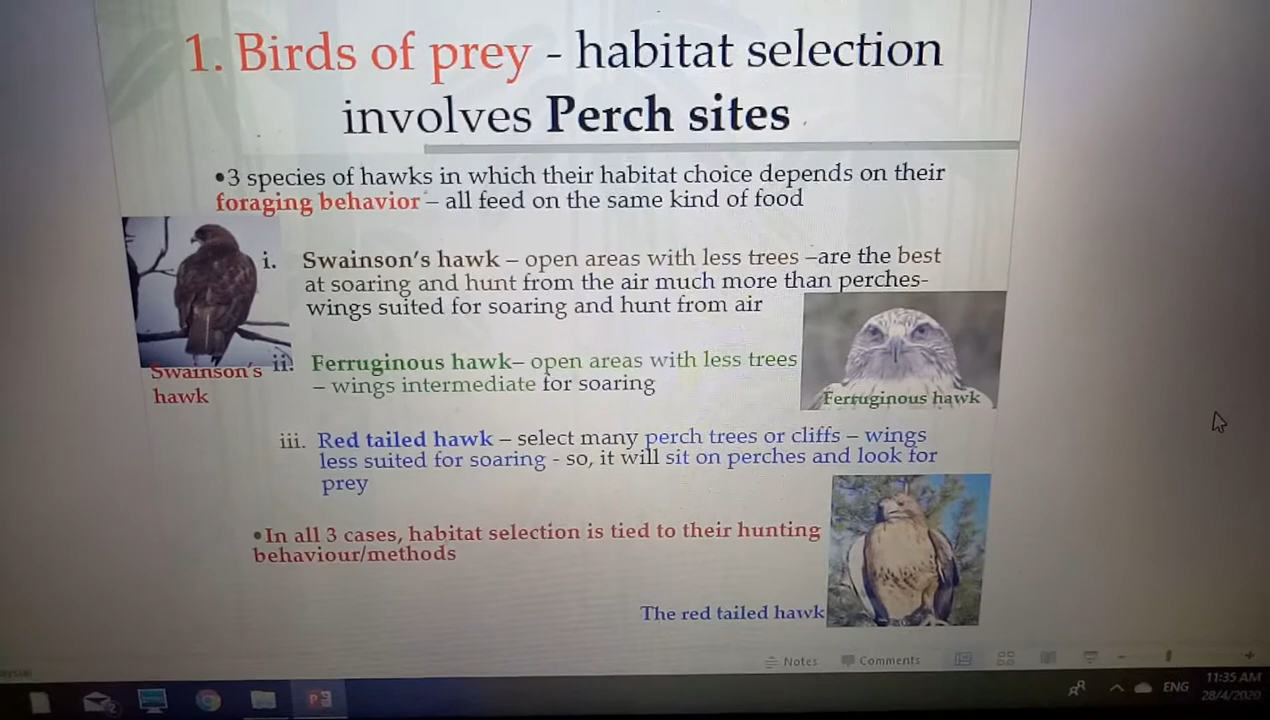 1. Birds of prey - habitat selection
involves Perch sites
•3 species of hawks in which their habitat choice depends on their
foraging behavior – all feed on the same kind of food
i. Swainson's hawk – open areas with less trees –are the best
at soaring and hunt from the air much more than perches-
wings suited for soaring and hunt from air
Swainson's
hawk
ii. Ferruginous hawk– open areas with less trees
– wings intermediate for soaring
Ferruginous hawk
iii. Red tailed hawk – select many perch trees or cliffs – wings
less suited for soaring - so, it will sit on perches and look for
prey
•In all 3 cases, habitat selection is tied to their hunting
behaviour/methods
The red tailed hawk
Notes Comments
ENG
11:35 AM
28/4/2020